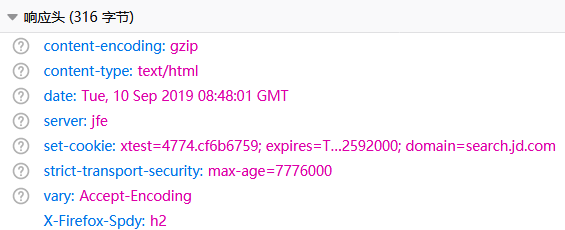 响应头 (316 字节)
content-encoding: gzip
content-type: text/html
date: Tue, 10 Sep 2019 08:48:01 GMT
server: jfe
set-cookie: xtest=4774.cf6b6759; expires=T...2592000; domain=search.jd.com
strict-transport-security: max-age=7776000
vary: Accept-Encoding
X-Firefox-Spdy: h2